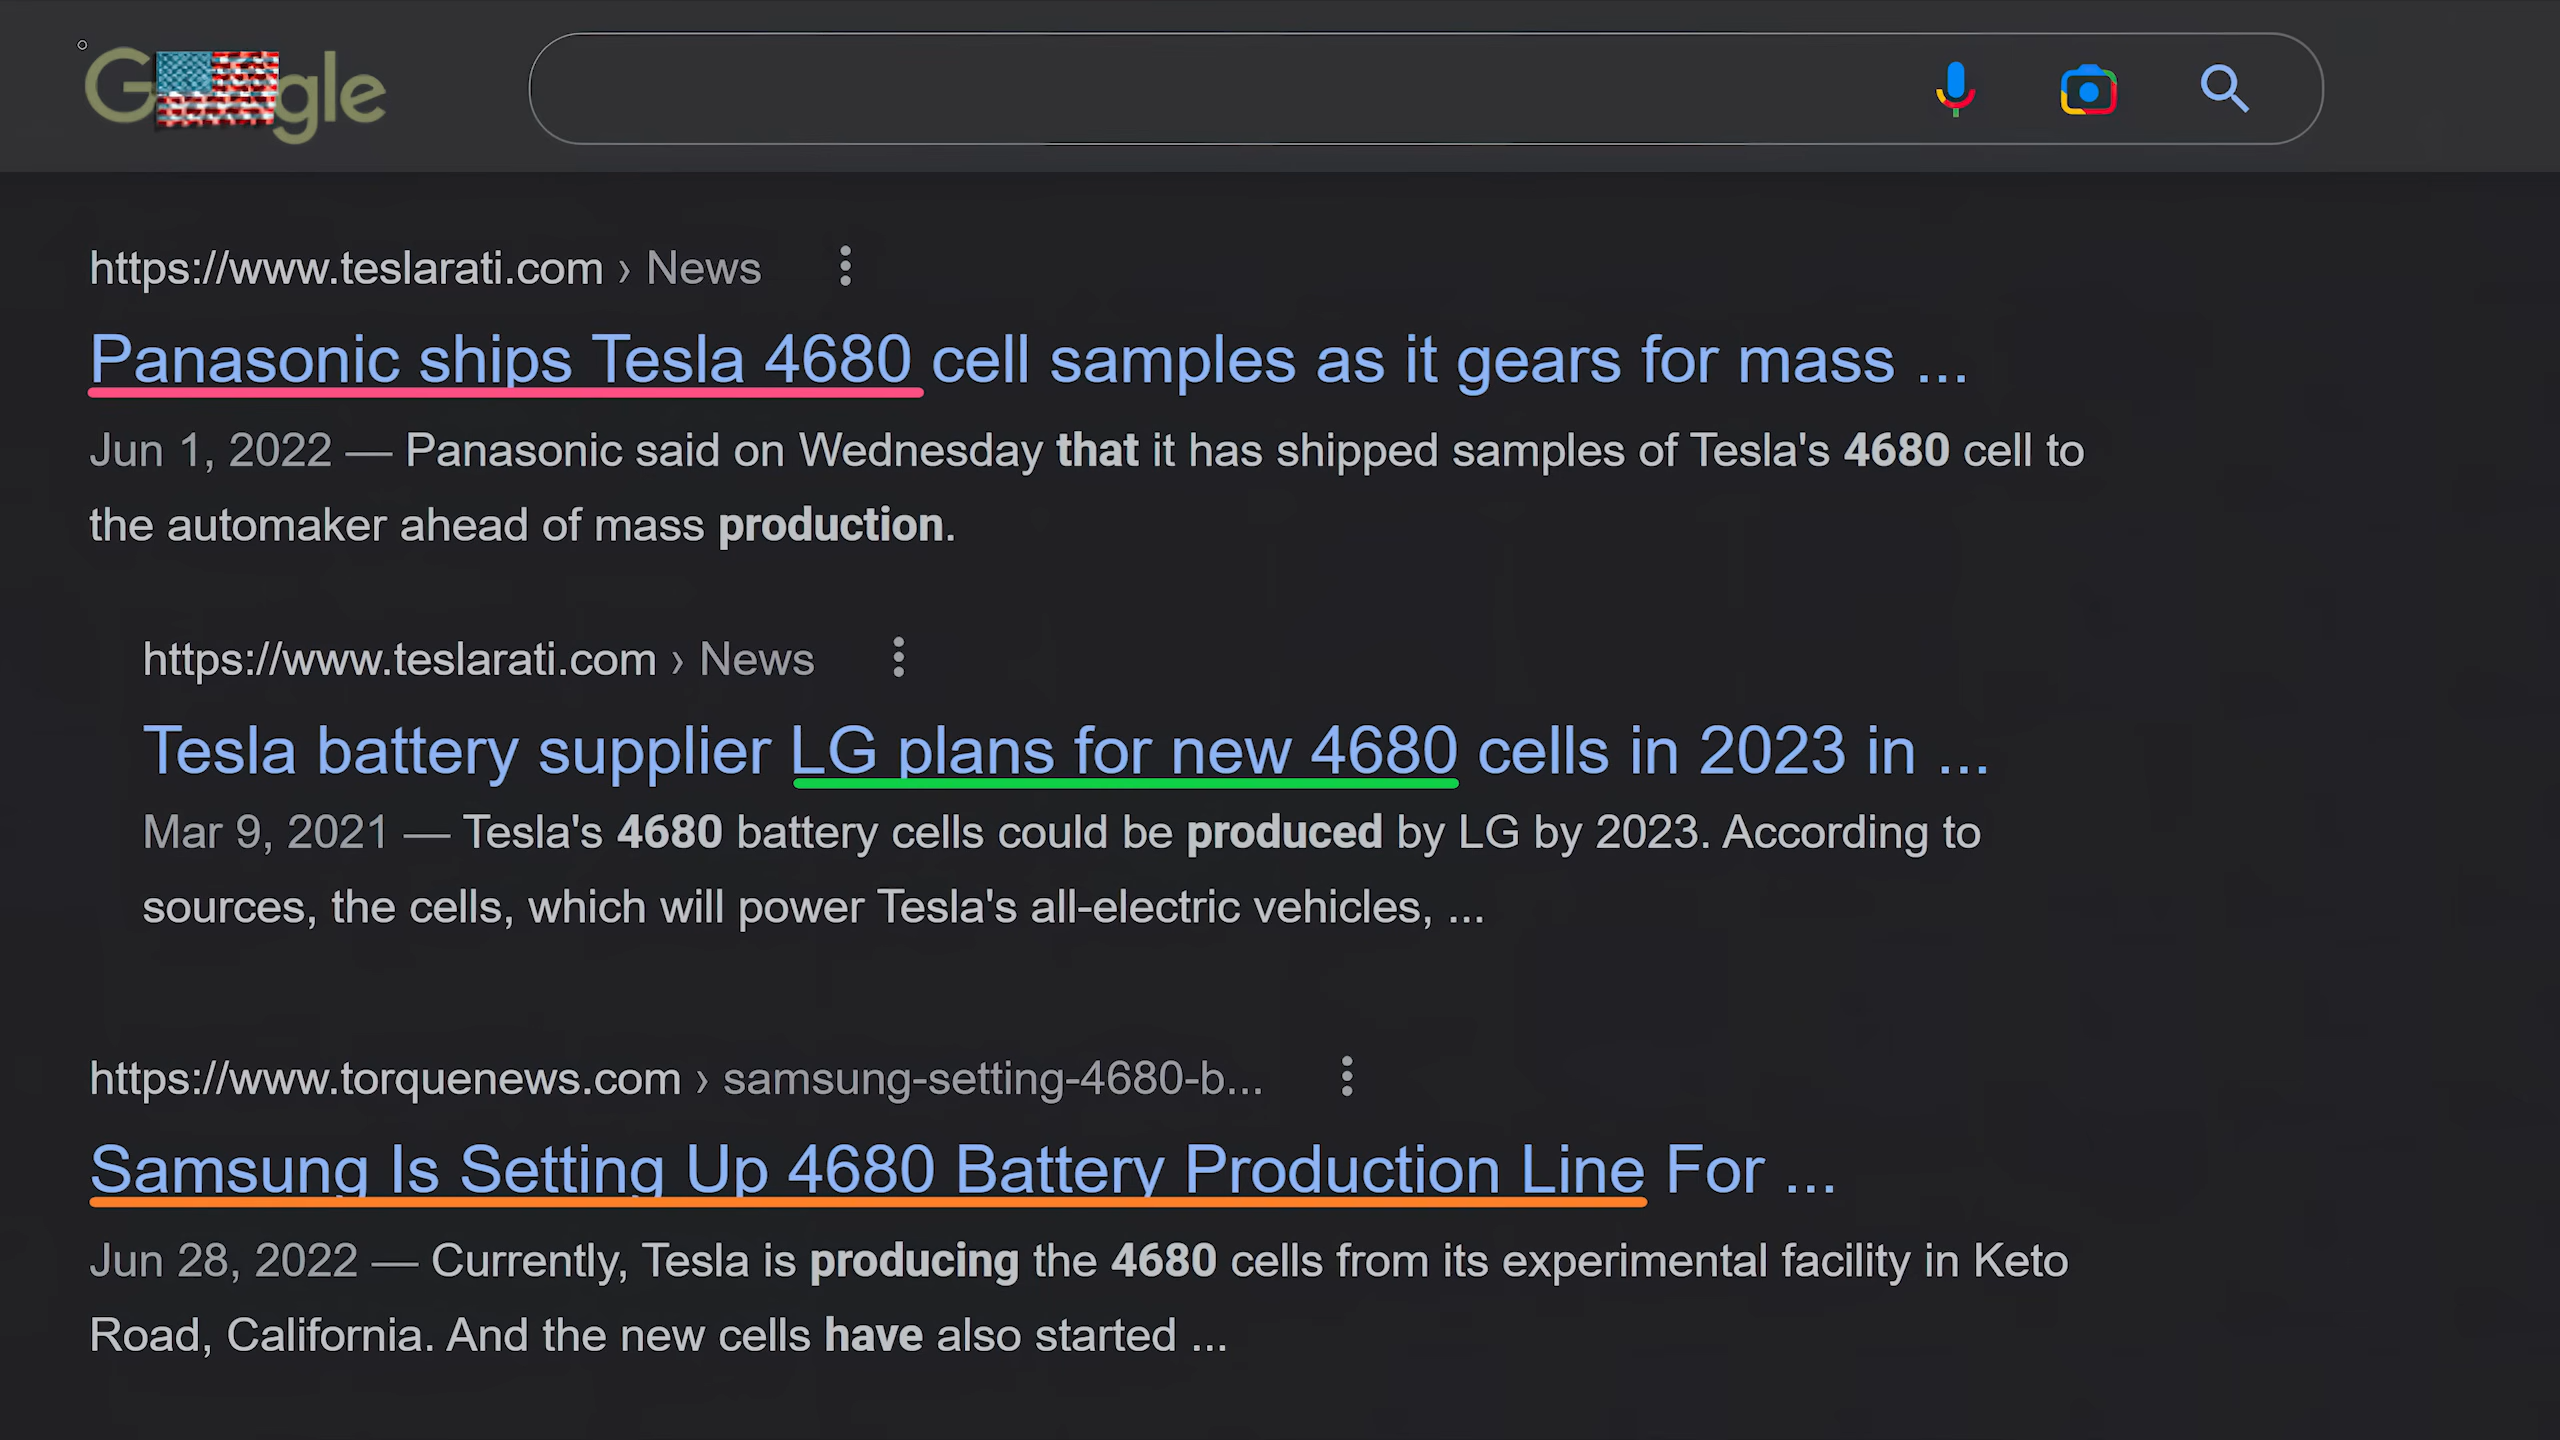 Google
https://www.teslarati.com › News
Panasonic ships Tesla 4680 cell samples as it gears for mass ...
Jun 1, 2022 — Panasonic said on Wednesday that it has shipped samples of Tesla's 4680 cell to
the automaker ahead of mass production.
https://www.teslarati.com › News
Tesla battery supplier LG plans for new 4680 cells in 2023 in ...
Mar 9, 2021 — Tesla's 4680 battery cells could be produced by LG by 2023. According to
sources, the cells, which will power Tesla's all-electric vehicles, ...
https://www.torquenews.com › samsung-setting-4680-b...
Samsung Is Setting Up 4680 Battery Production Line For ...
Jun 28, 2022 — Currently, Tesla is producing the 4680 cells from its experimental facility in Keto
Road, California. And the new cells have also started ...